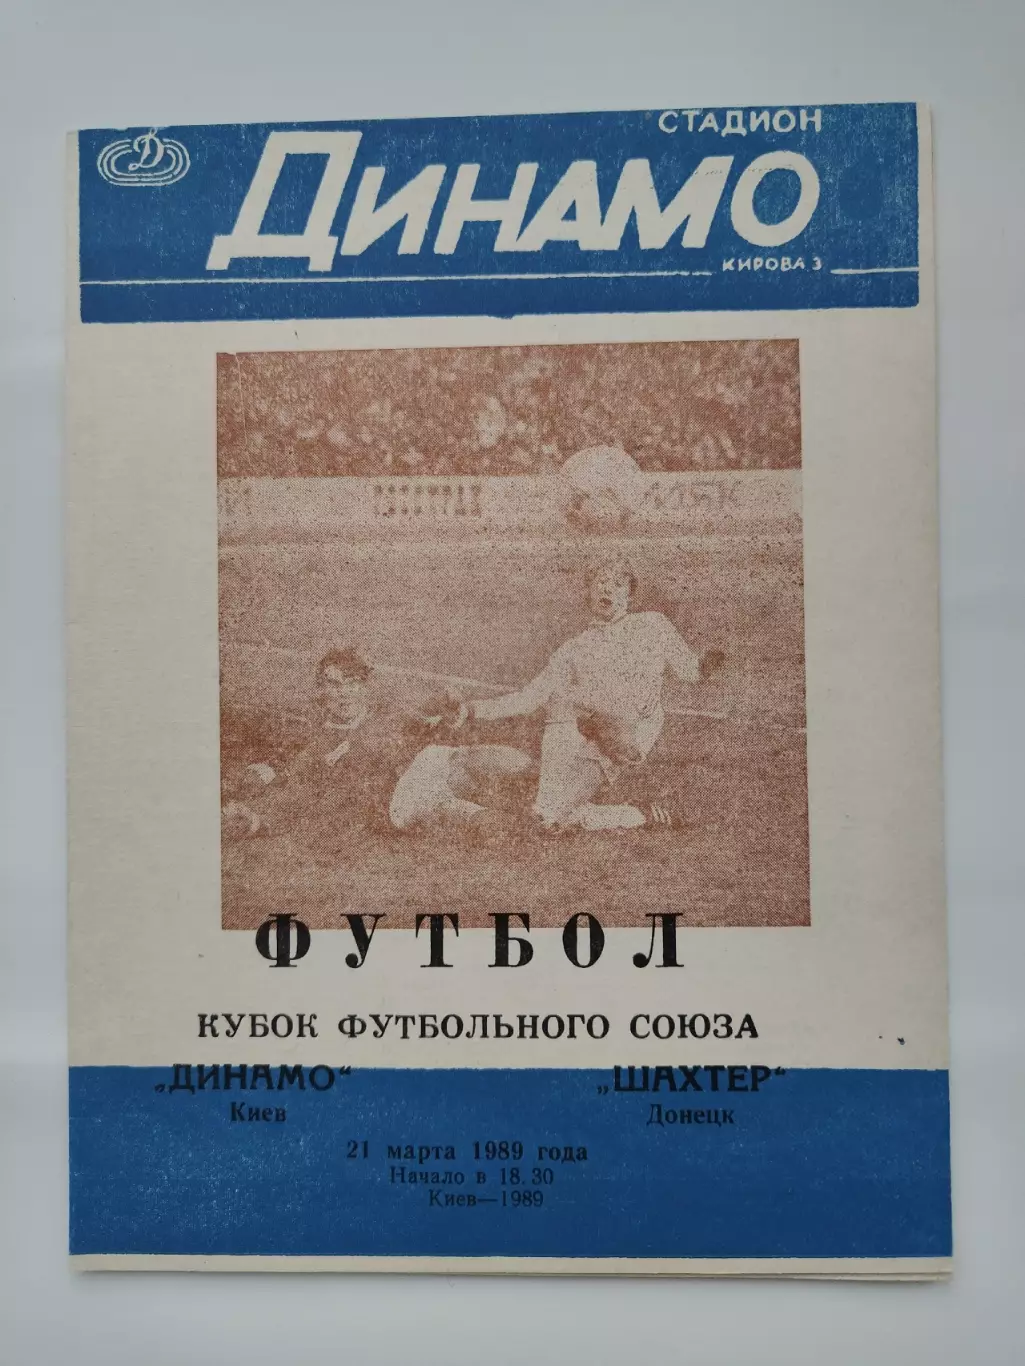 СТАДИОН
Д
ДИНАМО
КИРОВА 3
ФУТБОЛ
КУБОК ФУТБОЛЬНОГО СОЮЗА
„ДИНАМО“ „ШАХТЕР“
Киев Донецк
21 марта 1989 года
Начало в 18.30
Киев—1989